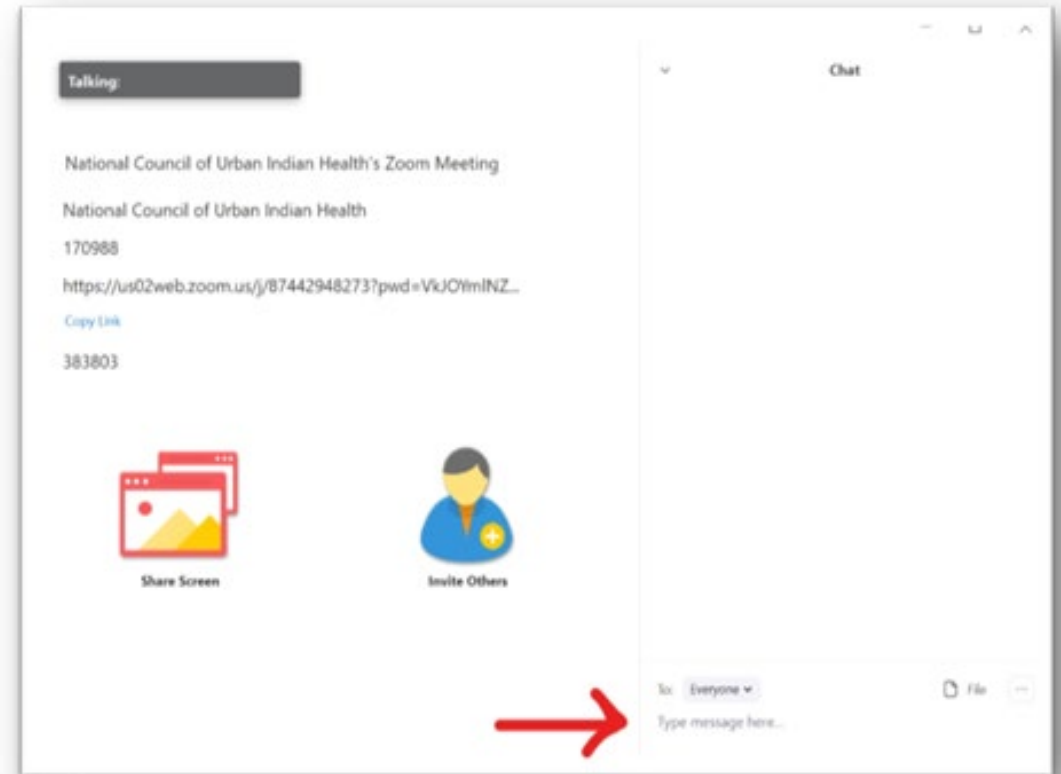 Talking:
National Council of Urban Indian Health's Zoom Meeting
National Council of Urban Indian Health
170988
https://us02web.zoom.us/j/87442948273?pwd=VkJOYmlNZ...
Copy Link
383803
Share Screen
Invite Others
Chat
To: Everyone
File
Type message here...